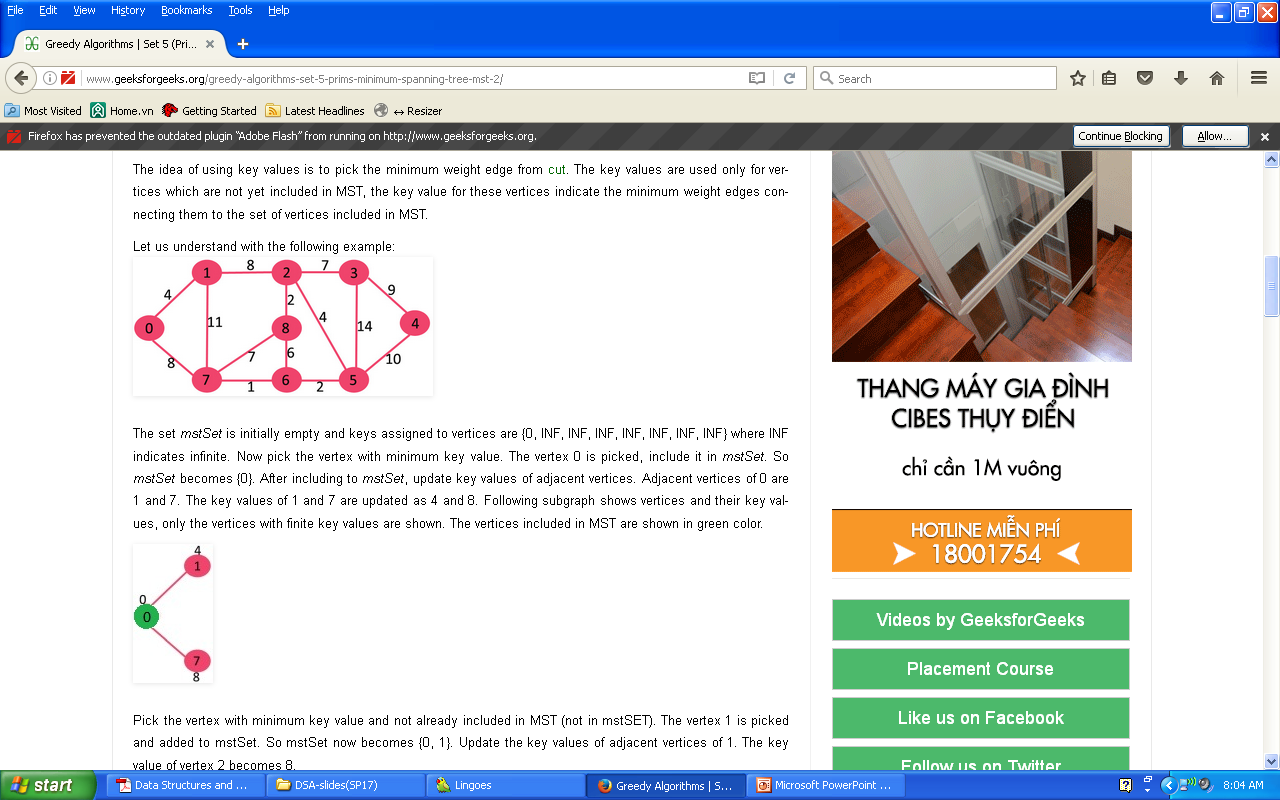 File Edit View History Bookmarks Tools Help
Greedy Algorithms | Set 5 (Pri...
www.geeksforgeeks.org/greedy-algorithms-set-5-prims-minimum-spanning-tree-mst-2/
Search
Most Visited Home.vn Getting Started Latest Headlines ↔ Resizer
Firefox has prevented the outdated plugin "Adobe Flash" from running on http://www.geeksforgeeks.org.
Continue Blocking Allow...
The idea of using key values is to pick the minimum weight edge from cut. The key values are used only for ver-
tices which are not yet included in MST, the key value for these vertices indicate the minimum weight edges con-
necting them to the set of vertices included in MST.
Let us understand with the following example:
1 8 2 7 3
4 2 9
0 11 8 4 14 4
8 7 6 10
7 1 6 2 5
The set mstSet is initially empty and keys assigned to vertices are {0, INF, INF, INF, INF, INF, INF, INF} where INF
indicates infinite. Now pick the vertex with minimum key value. The vertex 0 is picked, include it in mstSet. So
mstSet becomes {0}. After including to mstSet, update key values of adjacent vertices. Adjacent vertices of 0 are
1 and 7. The key values of 1 and 7 are updated as 4 and 8. Following subgraph shows vertices and their key val-
ues, only the vertices with finite key values are shown. The vertices included in MST are shown in green color.
4
1
0
0
7
8
Pick the vertex with minimum key value and not already included in MST (not in mstSET). The vertex 1 is picked
and added to mstSet. So mstSet now becomes {0, 1}. Update the key values of adjacent vertices of 1. The key
value of vertex 2 becomes 8.
THANG MÁY GIA ĐÌNH
CIBES THỤY ĐIỂN
chỉ cần 1M vuông
HOTLINE MIỄN PHÍ
18001754
Videos by GeeksforGeeks
Placement Course
Like us on Facebook
Follow us on Twitter
start Data Structures and ... DSA-slides(SP17) Lingoes Greedy Algorithms | S... Microsoft PowerPoint ... 8:04 AM